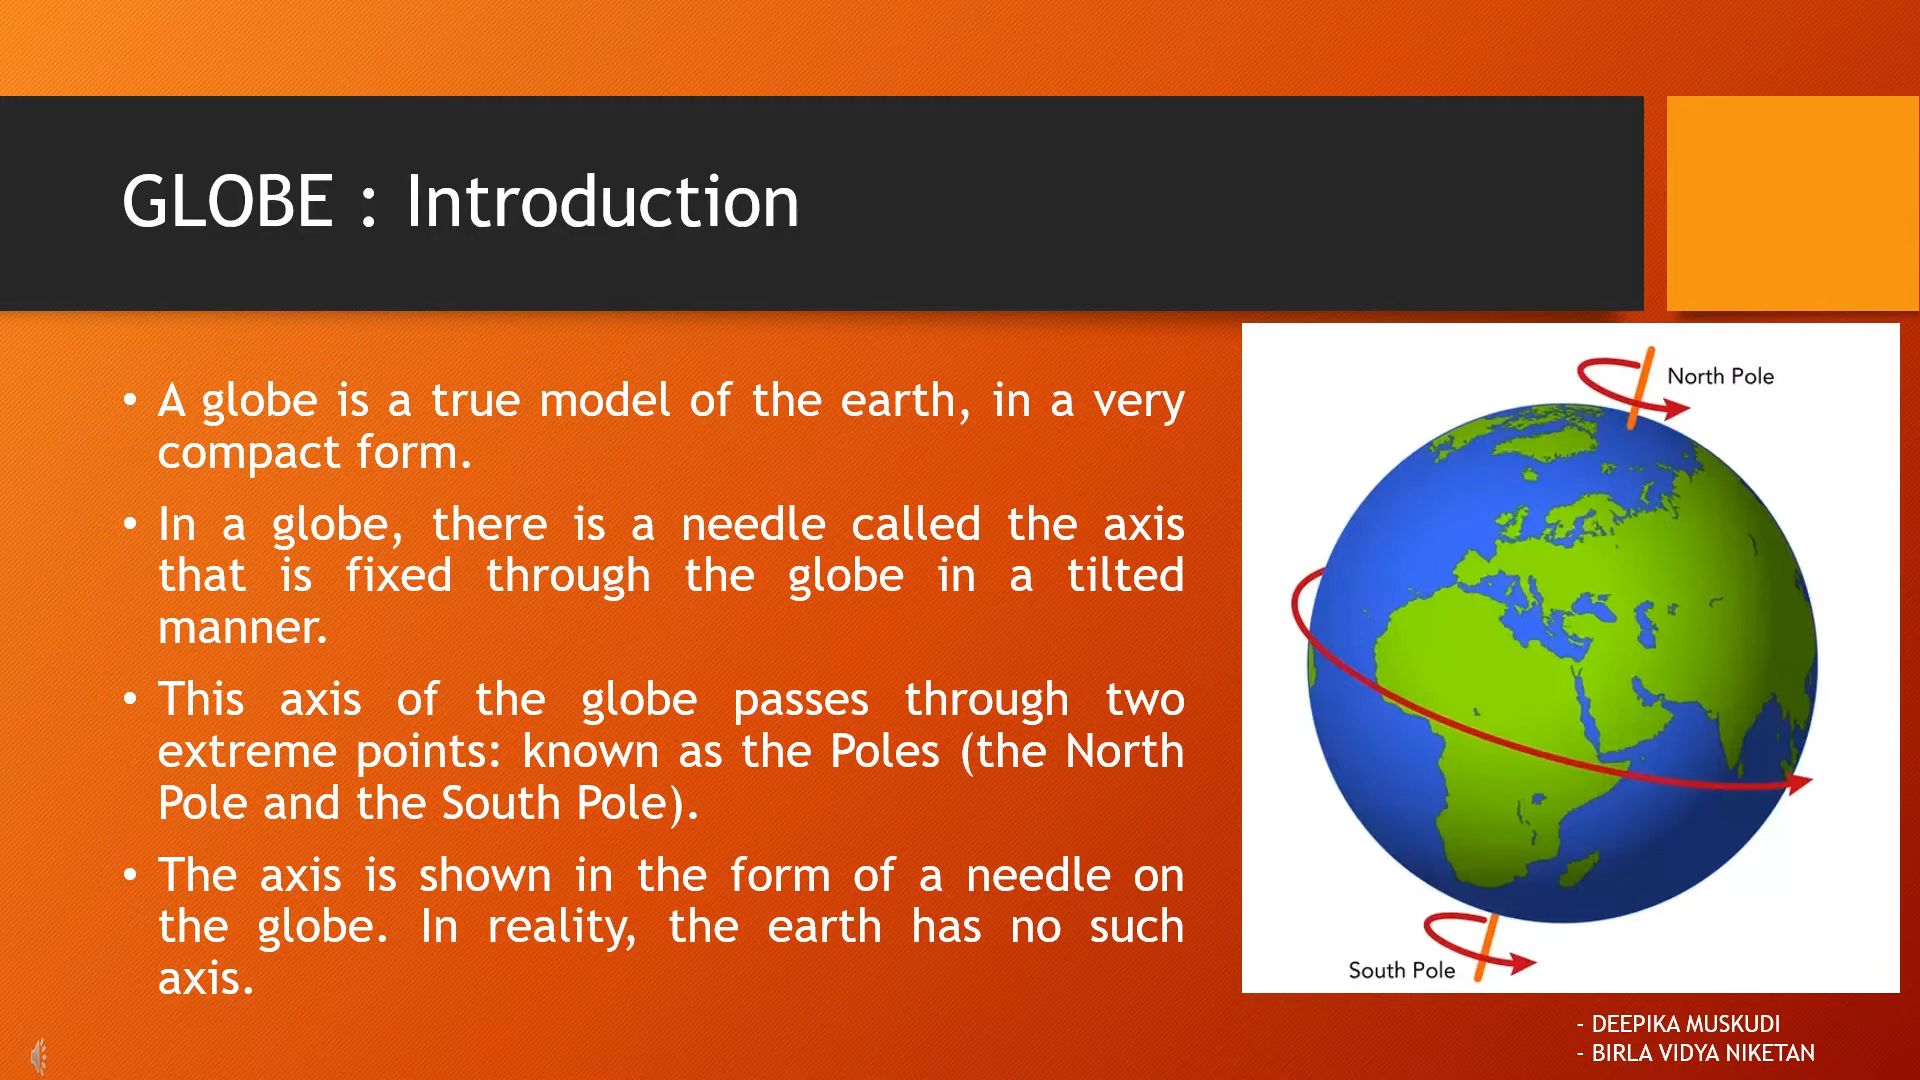 GLOBE : Introduction
• A globe is a true model of the earth, in a very
compact form.
• In a globe, there is a needle called the axis
that is fixed through the globe in a tilted
manner.
• This axis of the globe passes through two
extreme points: known as the Poles (the North
Pole and the South Pole).
• The axis is shown in the form of a needle on
the globe. In reality, the earth has no such
axis.
North Pole
South Pole
- DEEPIKA MUSKUDI
- BIRLA VIDYA NIKETAN